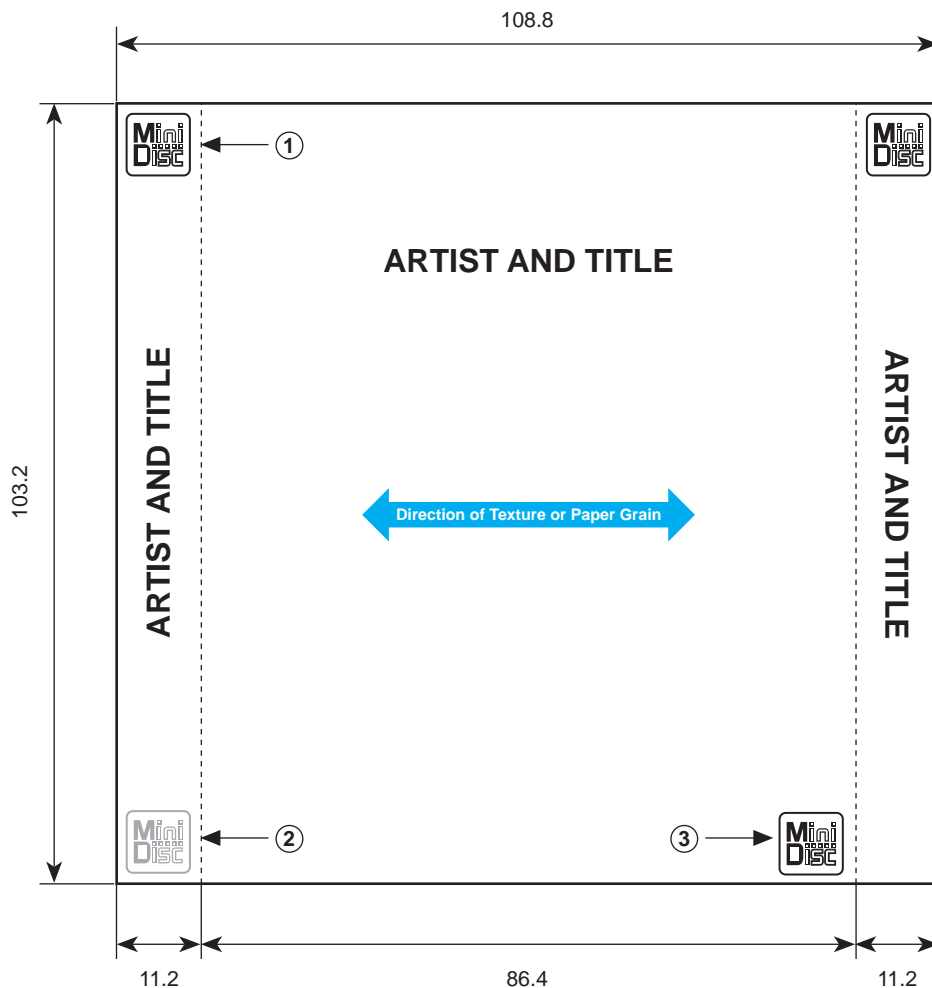 108.8
Mini
Disc
1
Mini
Disc
ARTIST AND TITLE
ARTIST AND TITLE
ARTIST AND TITLE
103.2
Direction of Texture or Paper Grain
Mini
Disc
2
3
Mini
Disc
11.2
86.4
11.2